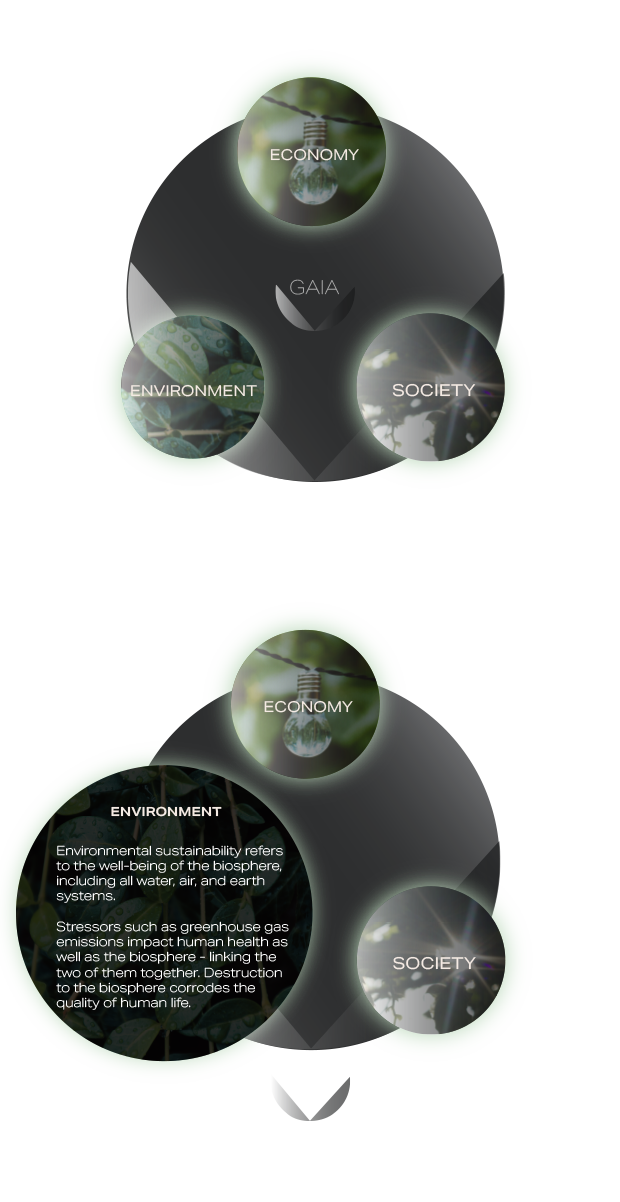 ECONOMY
GAIA
ENVIRONMENT
SOCIETY
ECONOMY
ENVIRONMENT
Environmental sustainability refers
to the well-being of the biosphere,
including all water, air, and earth
systems.
Stressors such as greenhouse gas
emissions impact human health as
well as the biosphere - linking the
two of them together. Destruction
to the biosphere corrodes the
quality of human life.
SOCIETY